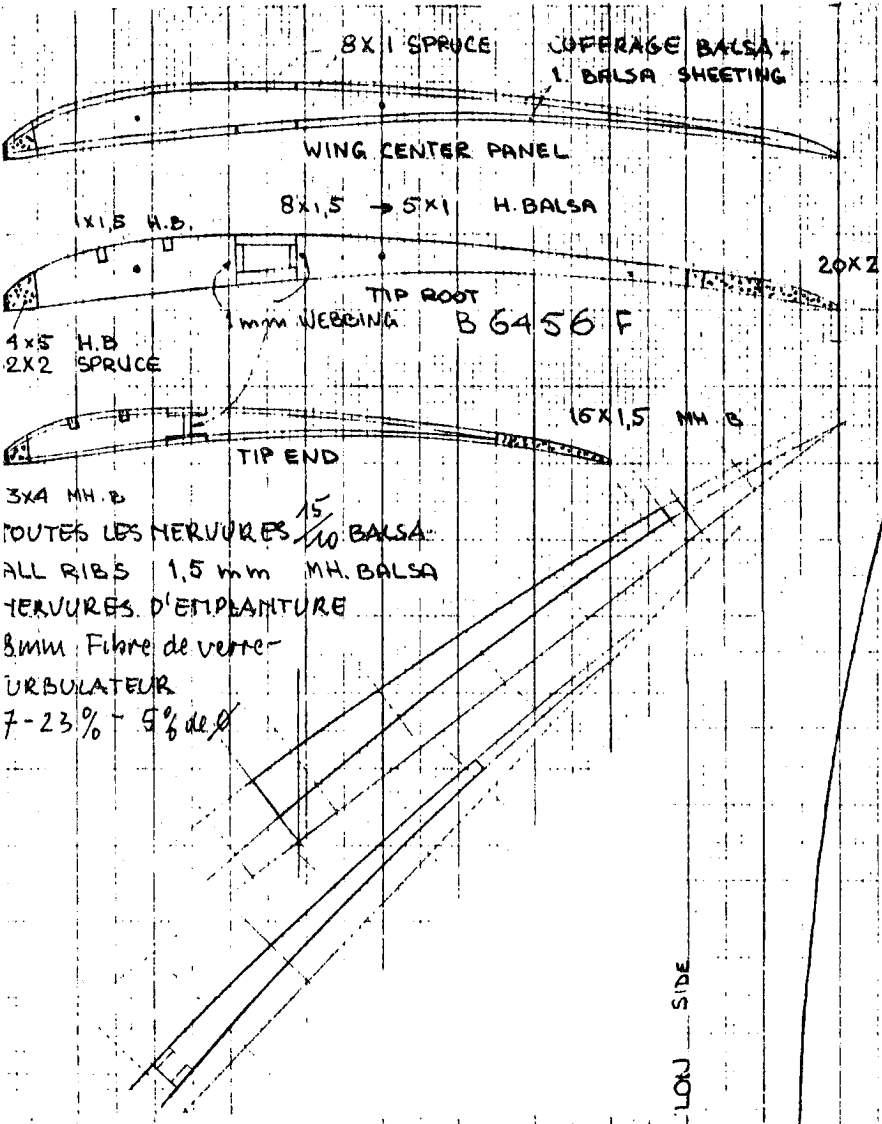 8X1 SPRUCE
COFFRAGE BALSA-
1 BALSA SHEETING
WING CENTER PANEL
8X1,5 → 5X1 H. BALSA
1X1,5 H.B.
20X2
TIP ROOT
1mm WEBBING
B 6456 F
4X5 H.B
2X2 SPRUCE
16X1,5 MH B
TIP END
3X4 MH.B
TOUTES LES NERVURES 15/10 BALSA-
ALL RIBS 1,5 mm MH. BALSA
NERVURES D'EMPLANTURE
8mm Fibre de verre-
URBULATEUR
7-23% - 5% de
LON SIDE